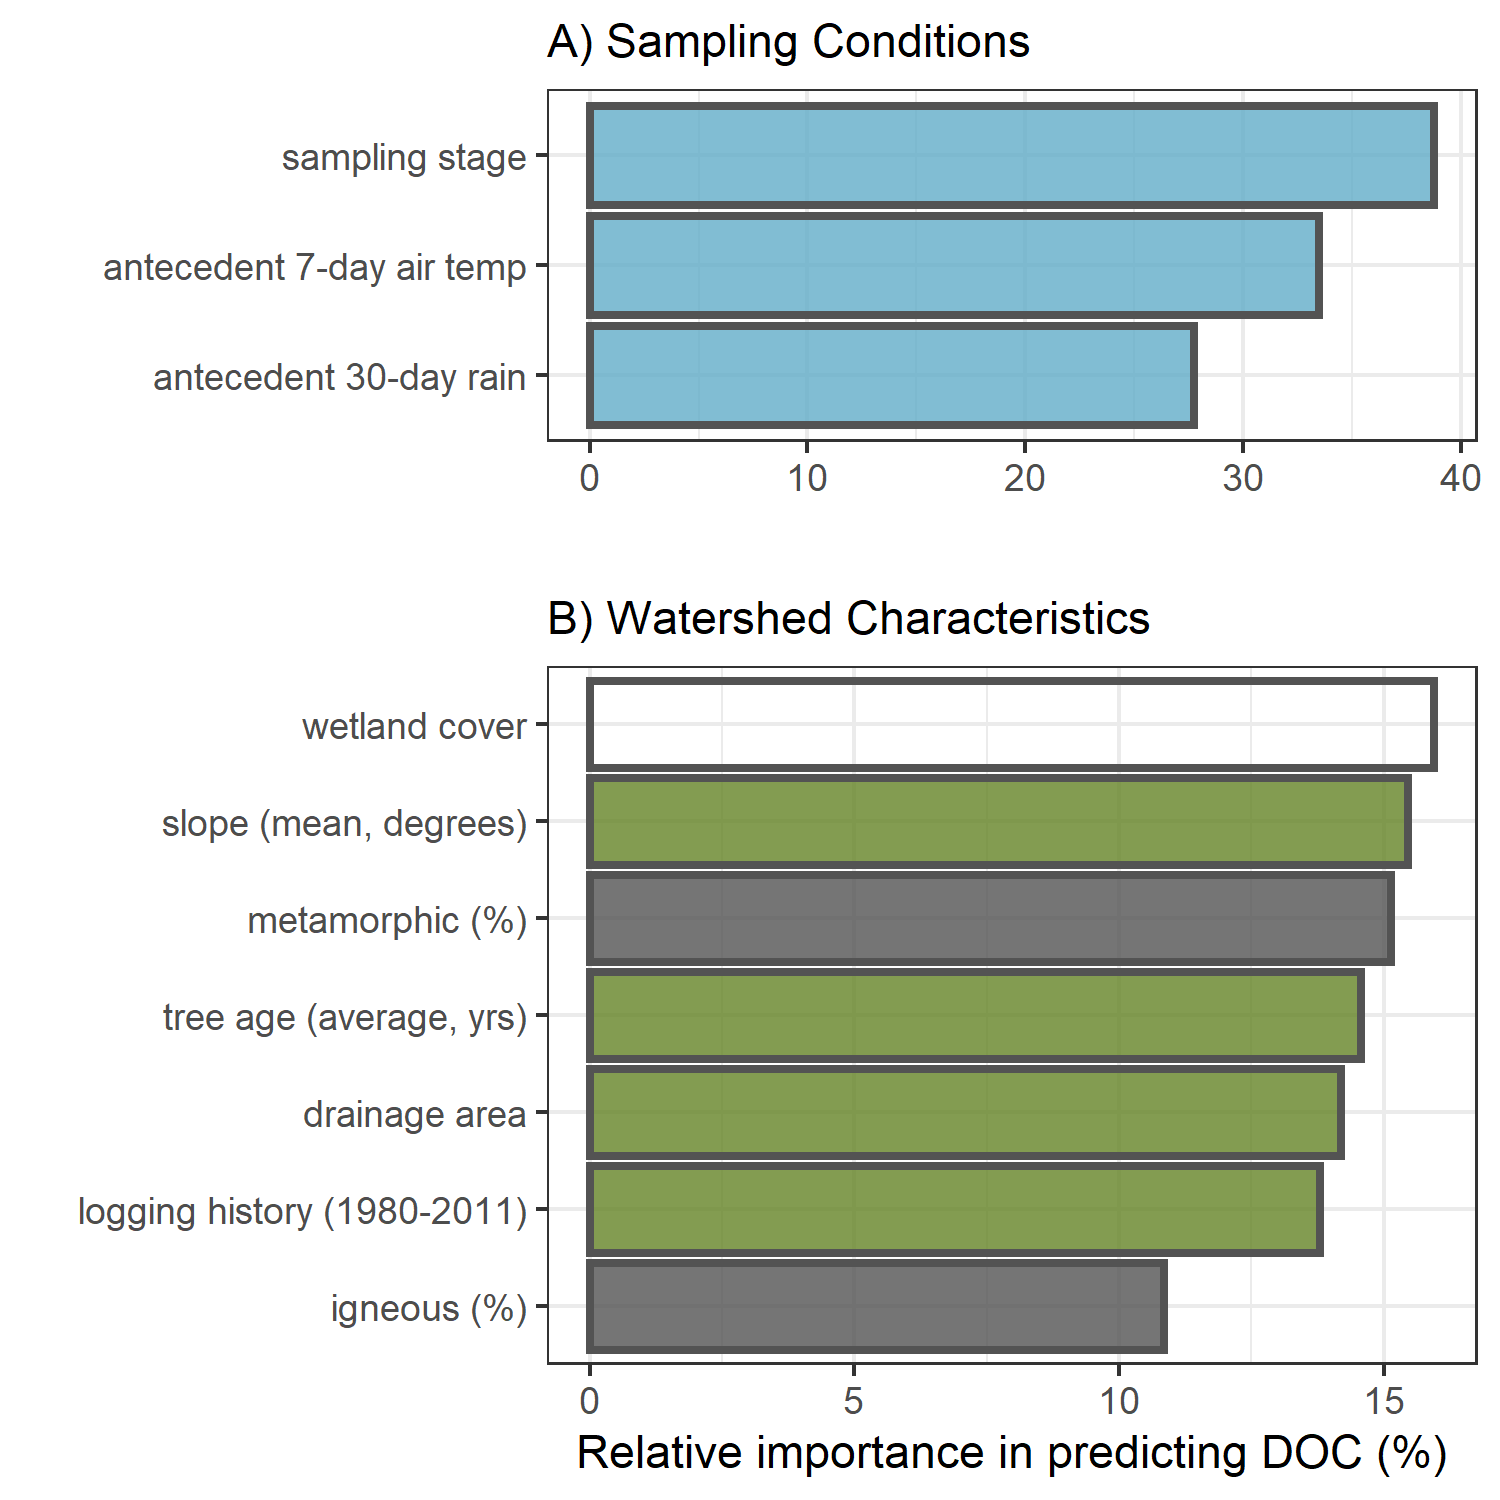 A) Sampling Conditions
sampling stage
antecedent 7-day air temp
antecedent 30-day rain
0 10 20 30 40
B) Watershed Characteristics
wetland cover
slope (mean, degrees)
metamorphic (%)
tree age (average, yrs)
drainage area
logging history (1980-2011)
igneous (%)
0 5 10 15
Relative importance in predicting DOC (%)